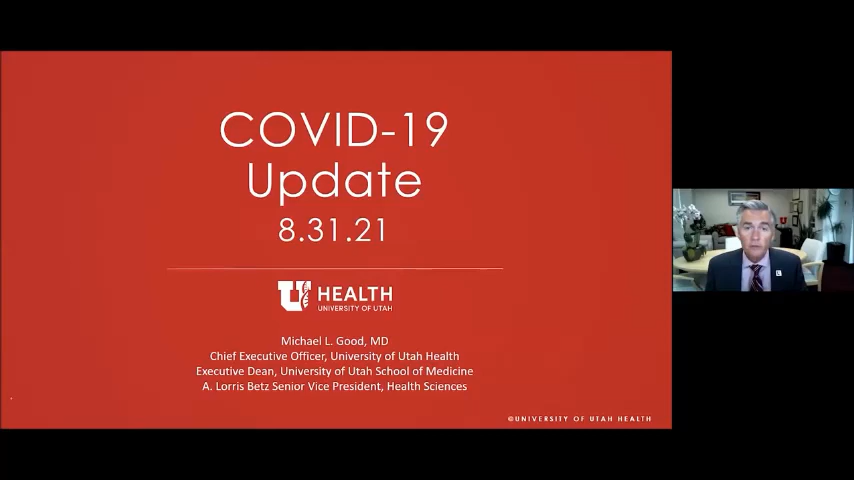 COVID-19
Update
8.31.21
U HEALTH
UNIVERSITY OF UTAH
Michael L. Good, MD
Chief Executive Officer, University of Utah Health
Executive Dean, University of Utah School of Medicine
A. Lorris Betz Senior Vice President, Health Sciences
©UNIVERSITY OF UTAH HEALTH